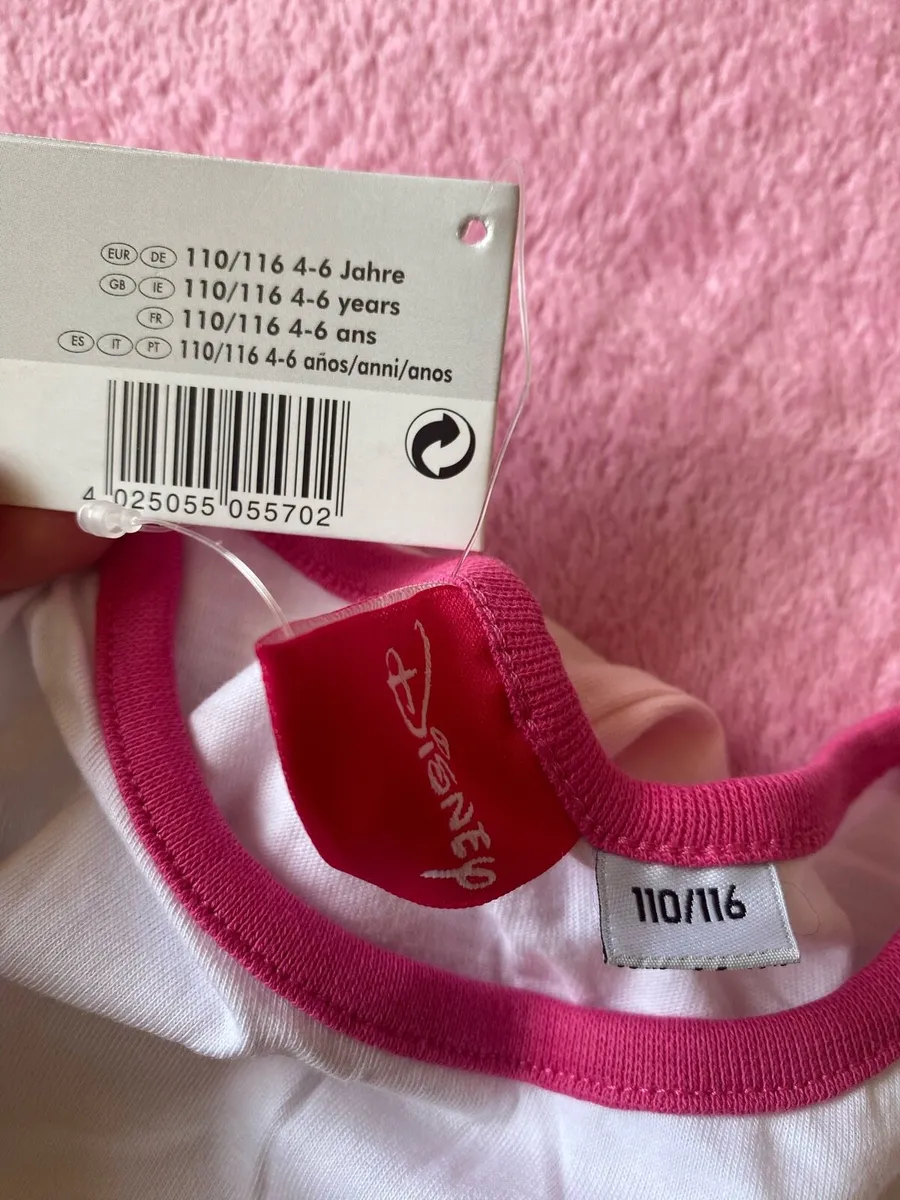 EUR DE 110/116 4-6 Jahre
GB IE 110/116 4-6 years
FR 110/116 4-6 ans
ES IT PT 110/116 4-6 años/anni/anos
4 025055 055702
Disney
110/116